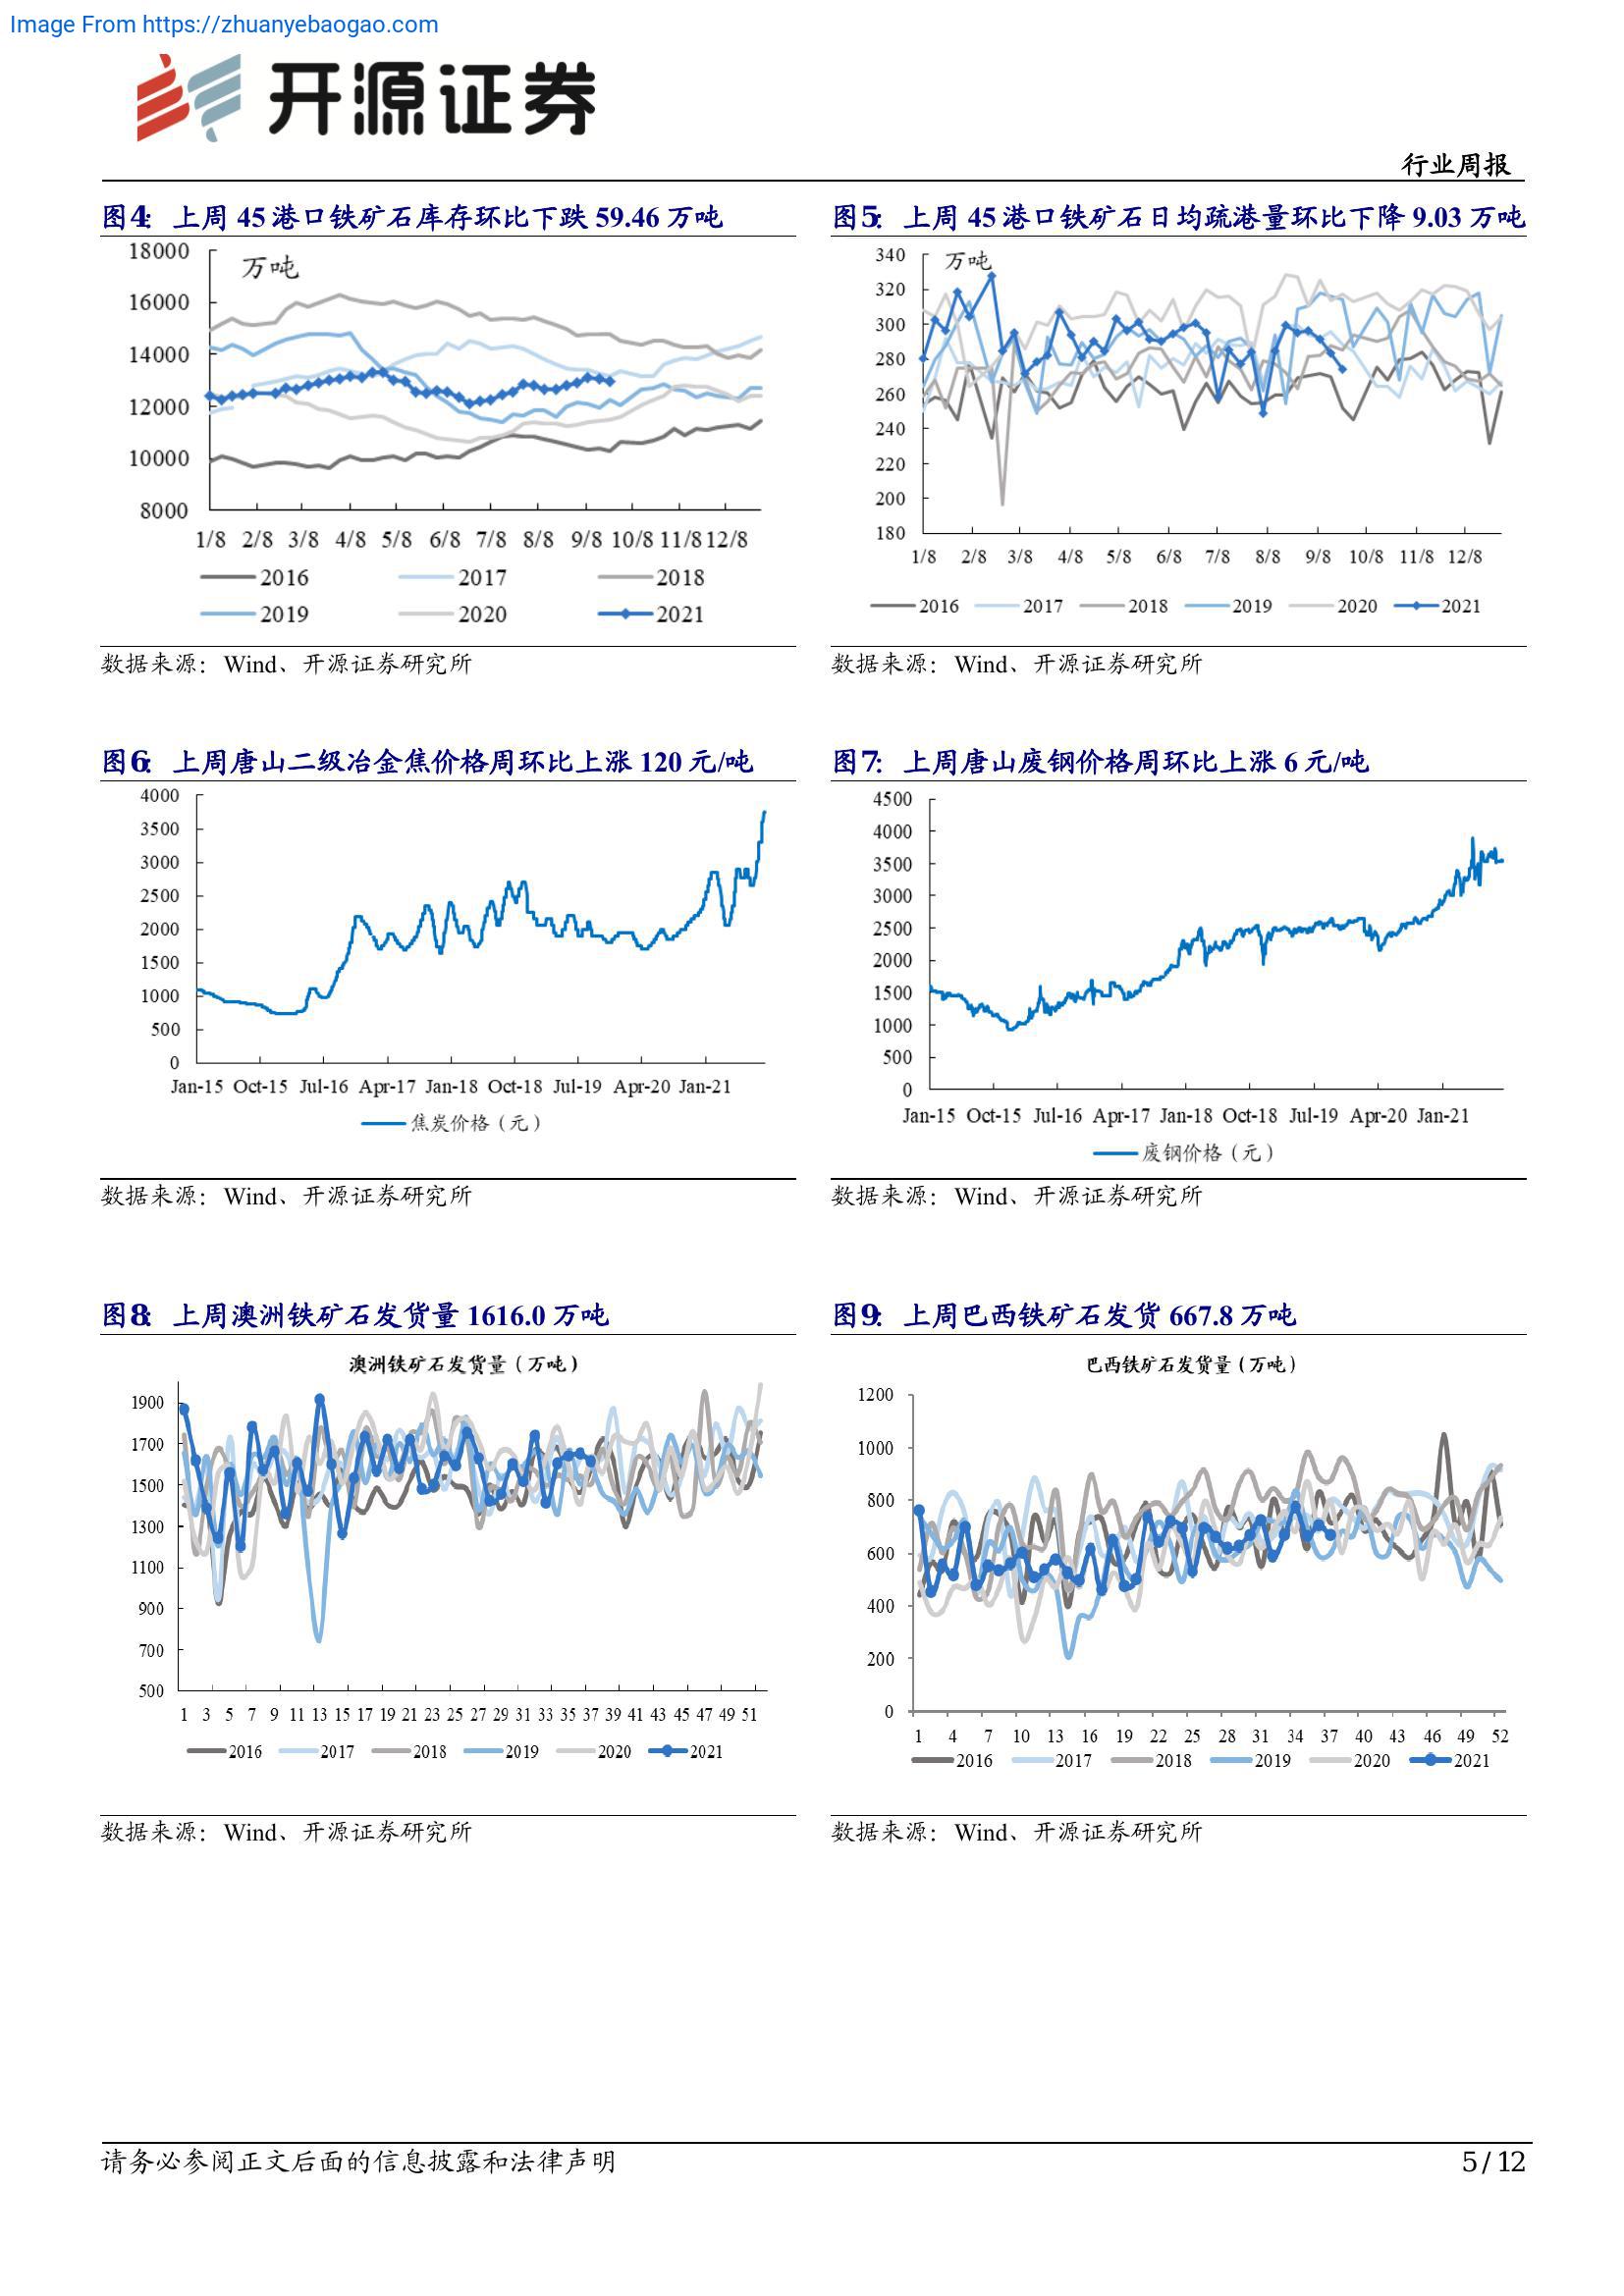 Image From https://zhuanyebaogao.com
开源证券
行业周报
图4：上周 45 港口铁矿石库存环比下跌 59.46 万吨
18000
16000
14000
12000
10000
8000
万吨
1/8 2/8 3/8 4/8 5/8 6/8 7/8 8/8 9/8 10/8 11/8 12/8
2016 2017 2018
2019 2020 2021
数据来源：Wind、开源证券研究所
图5：上周 45 港口铁矿石日均疏港量环比下降 9.03 万吨
340
320
300
280
260
240
220
200
180
万吨
1/8 2/8 3/8 4/8 5/8 6/8 7/8 8/8 9/8 10/8 11/8 12/8
2016 2017 2018 2019 2020 2021
数据来源：Wind、开源证券研究所
图6：上周唐山二级冶金焦价格周环比上涨 120 元/吨
4000
3500
3000
2500
2000
1500
1000
500
0
Jan-15 Oct-15 Jul-16 Apr-17 Jan-18 Oct-18 Jul-19 Apr-20 Jan-21
焦炭价格（元）
数据来源：Wind、开源证券研究所
图7：上周唐山废钢价格周环比上涨 6 元/吨
4500
4000
3500
3000
2500
2000
1500
1000
500
0
Jan-15 Oct-15 Jul-16 Apr-17 Jan-18 Oct-18 Jul-19 Apr-20 Jan-21
废钢价格（元）
数据来源：Wind、开源证券研究所
图8：上周澳洲铁矿石发货量 1616.0 万吨
澳洲铁矿石发货量（万吨）
1900
1700
1500
1300
1100
900
700
500
1 3 5 7 9 11 13 15 17 19 21 23 25 27 29 31 33 35 37 39 41 43 45 47 49 51
2016 2017 2018 2019 2020 2021
数据来源：Wind、开源证券研究所
图9：上周巴西铁矿石发货 667.8 万吨
巴西铁矿石发货量（万吨）
1200
1000
800
600
400
200
0
1 4 7 10 13 16 19 22 25 28 31 34 37 40 43 46 49 52
2016 2017 2018 2019 2020 2021
数据来源：Wind、开源证券研究所
请务必参阅正文后面的信息披露和法律声明
5 / 12